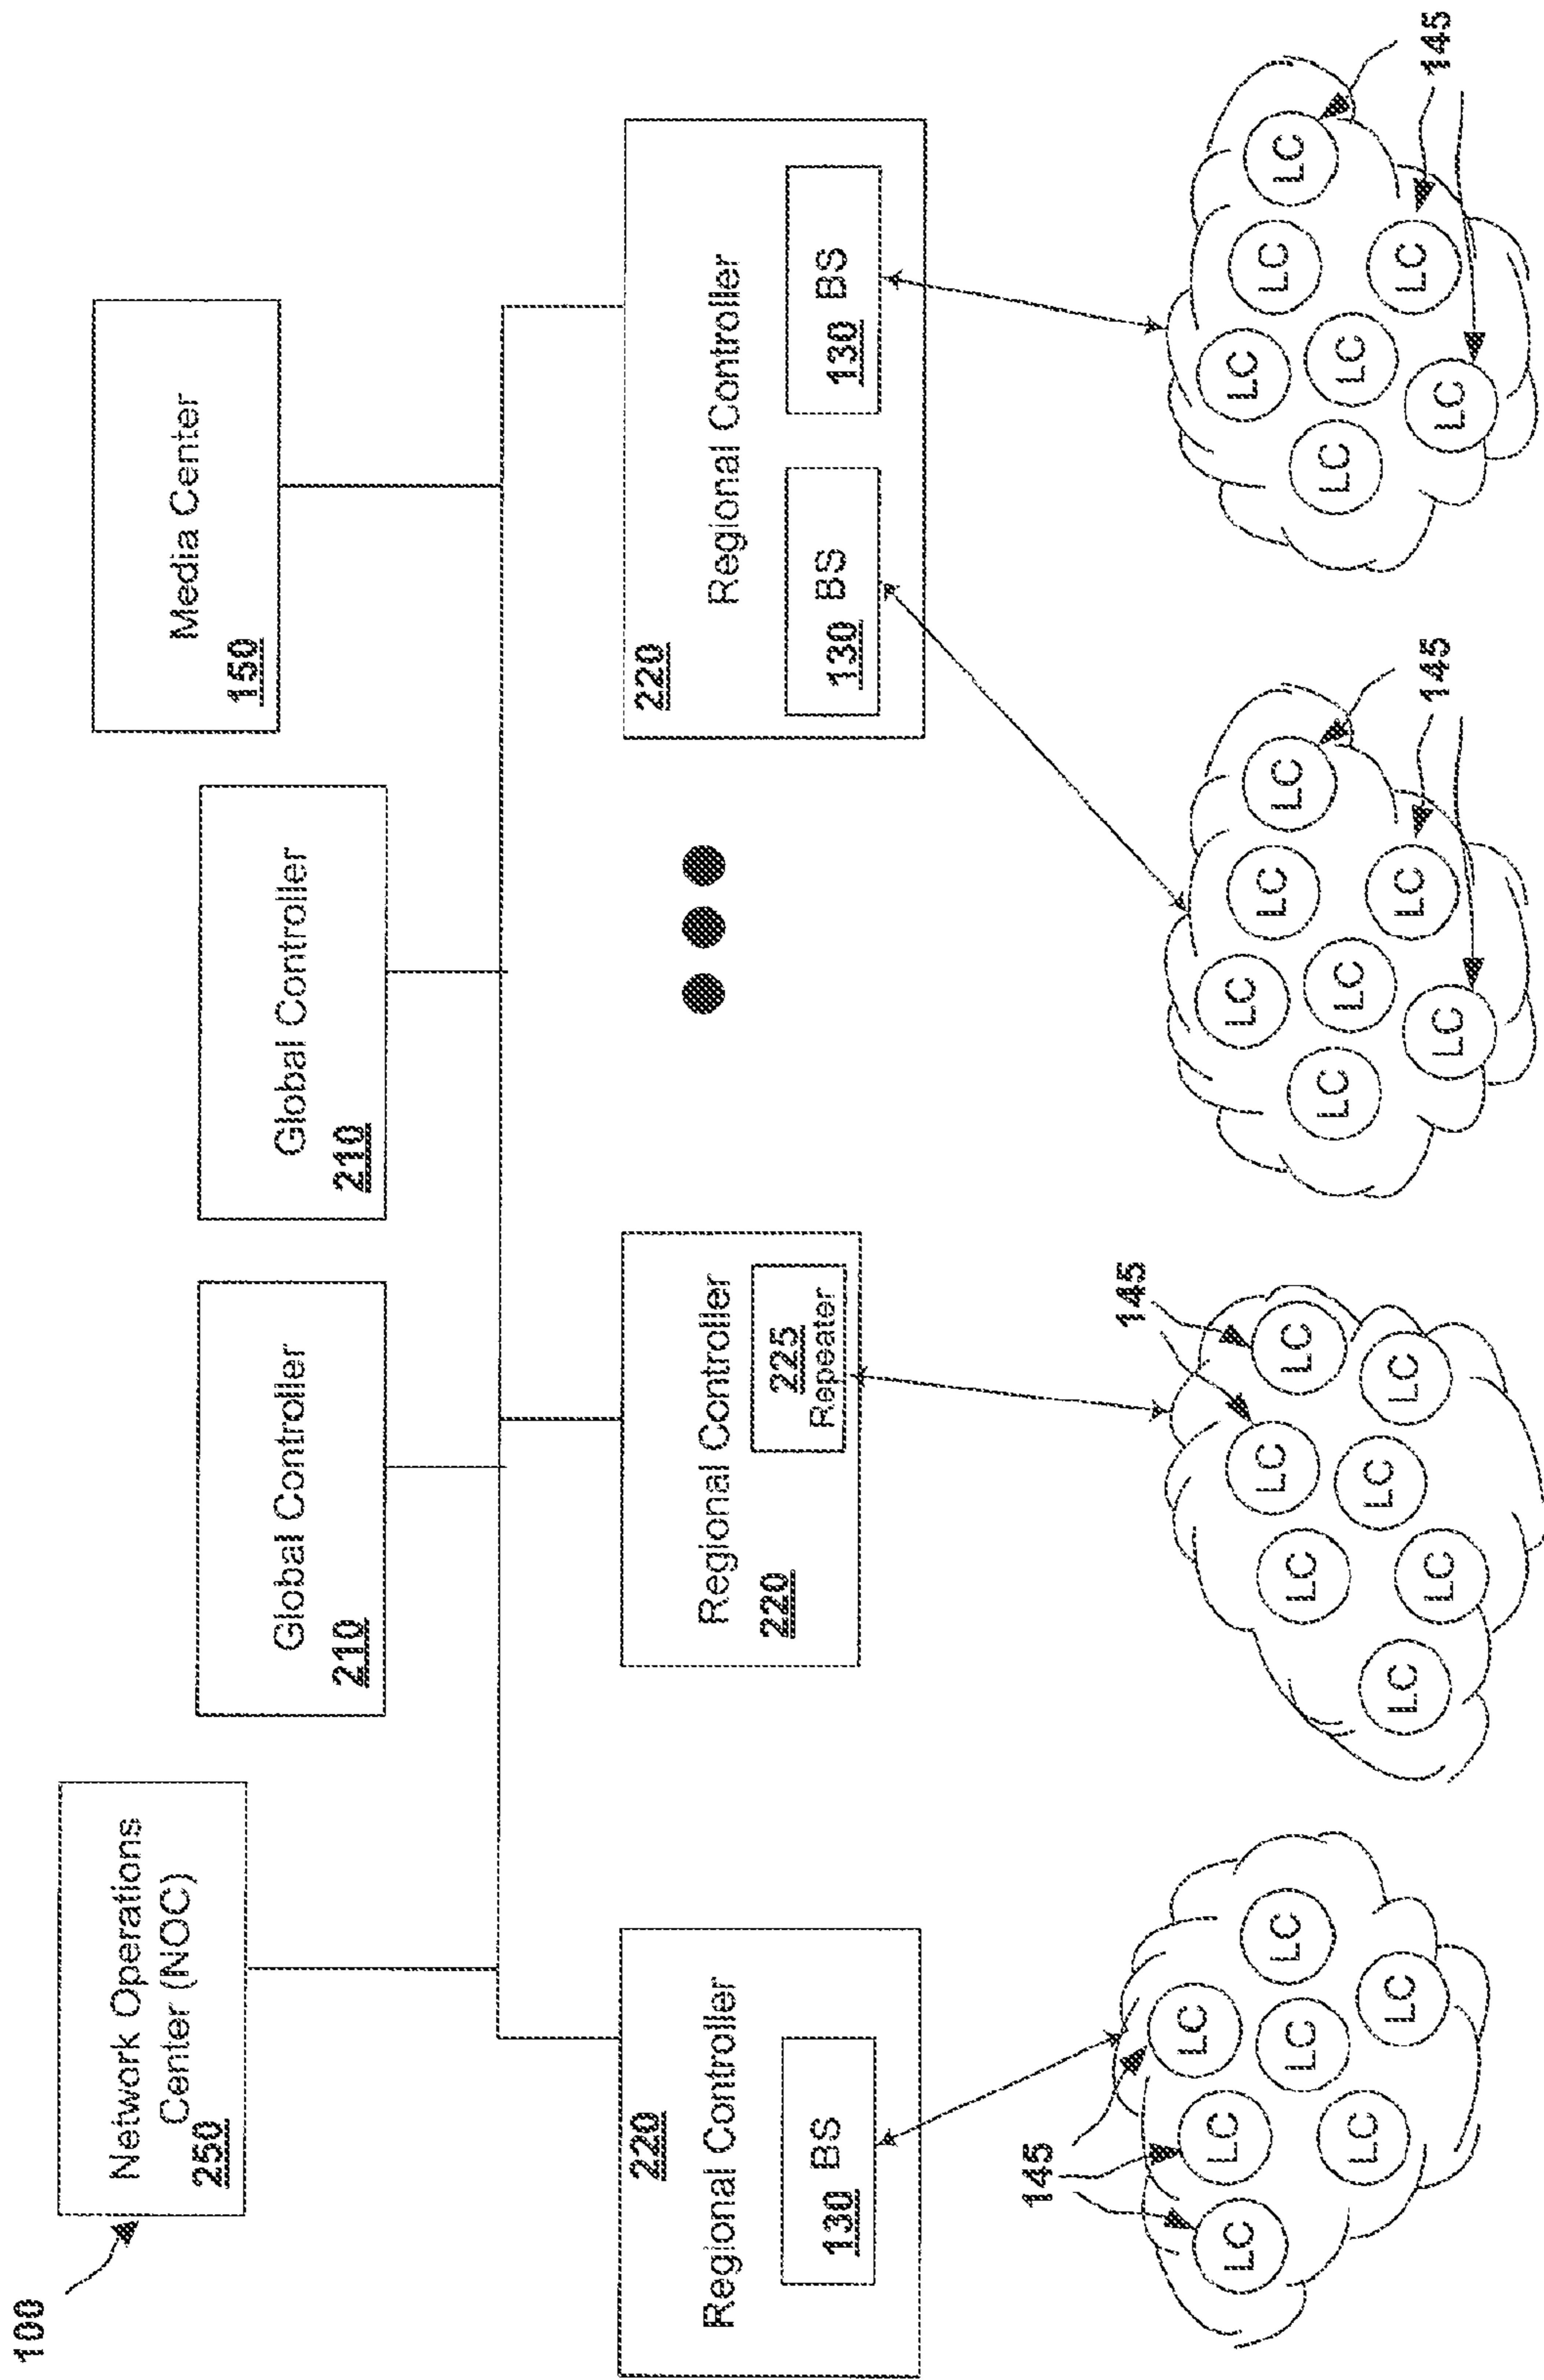 100
Network Operations
Center (NOC)
250
Global Controller
210
Global Controller
210
Media Center
150
220
Regional Controller
130 BS
Regional Controller
220
225
Repeater
220
Regional Controller
130 BS
130 BS
145
LC
LC
LC
LC
LC
LC
LC
145
LC
LC
LC
LC
LC
LC
LC
LC
LC
LC
LC
LC
LC
LC
145
LC
LC
LC
LC
LC
LC
LC
145